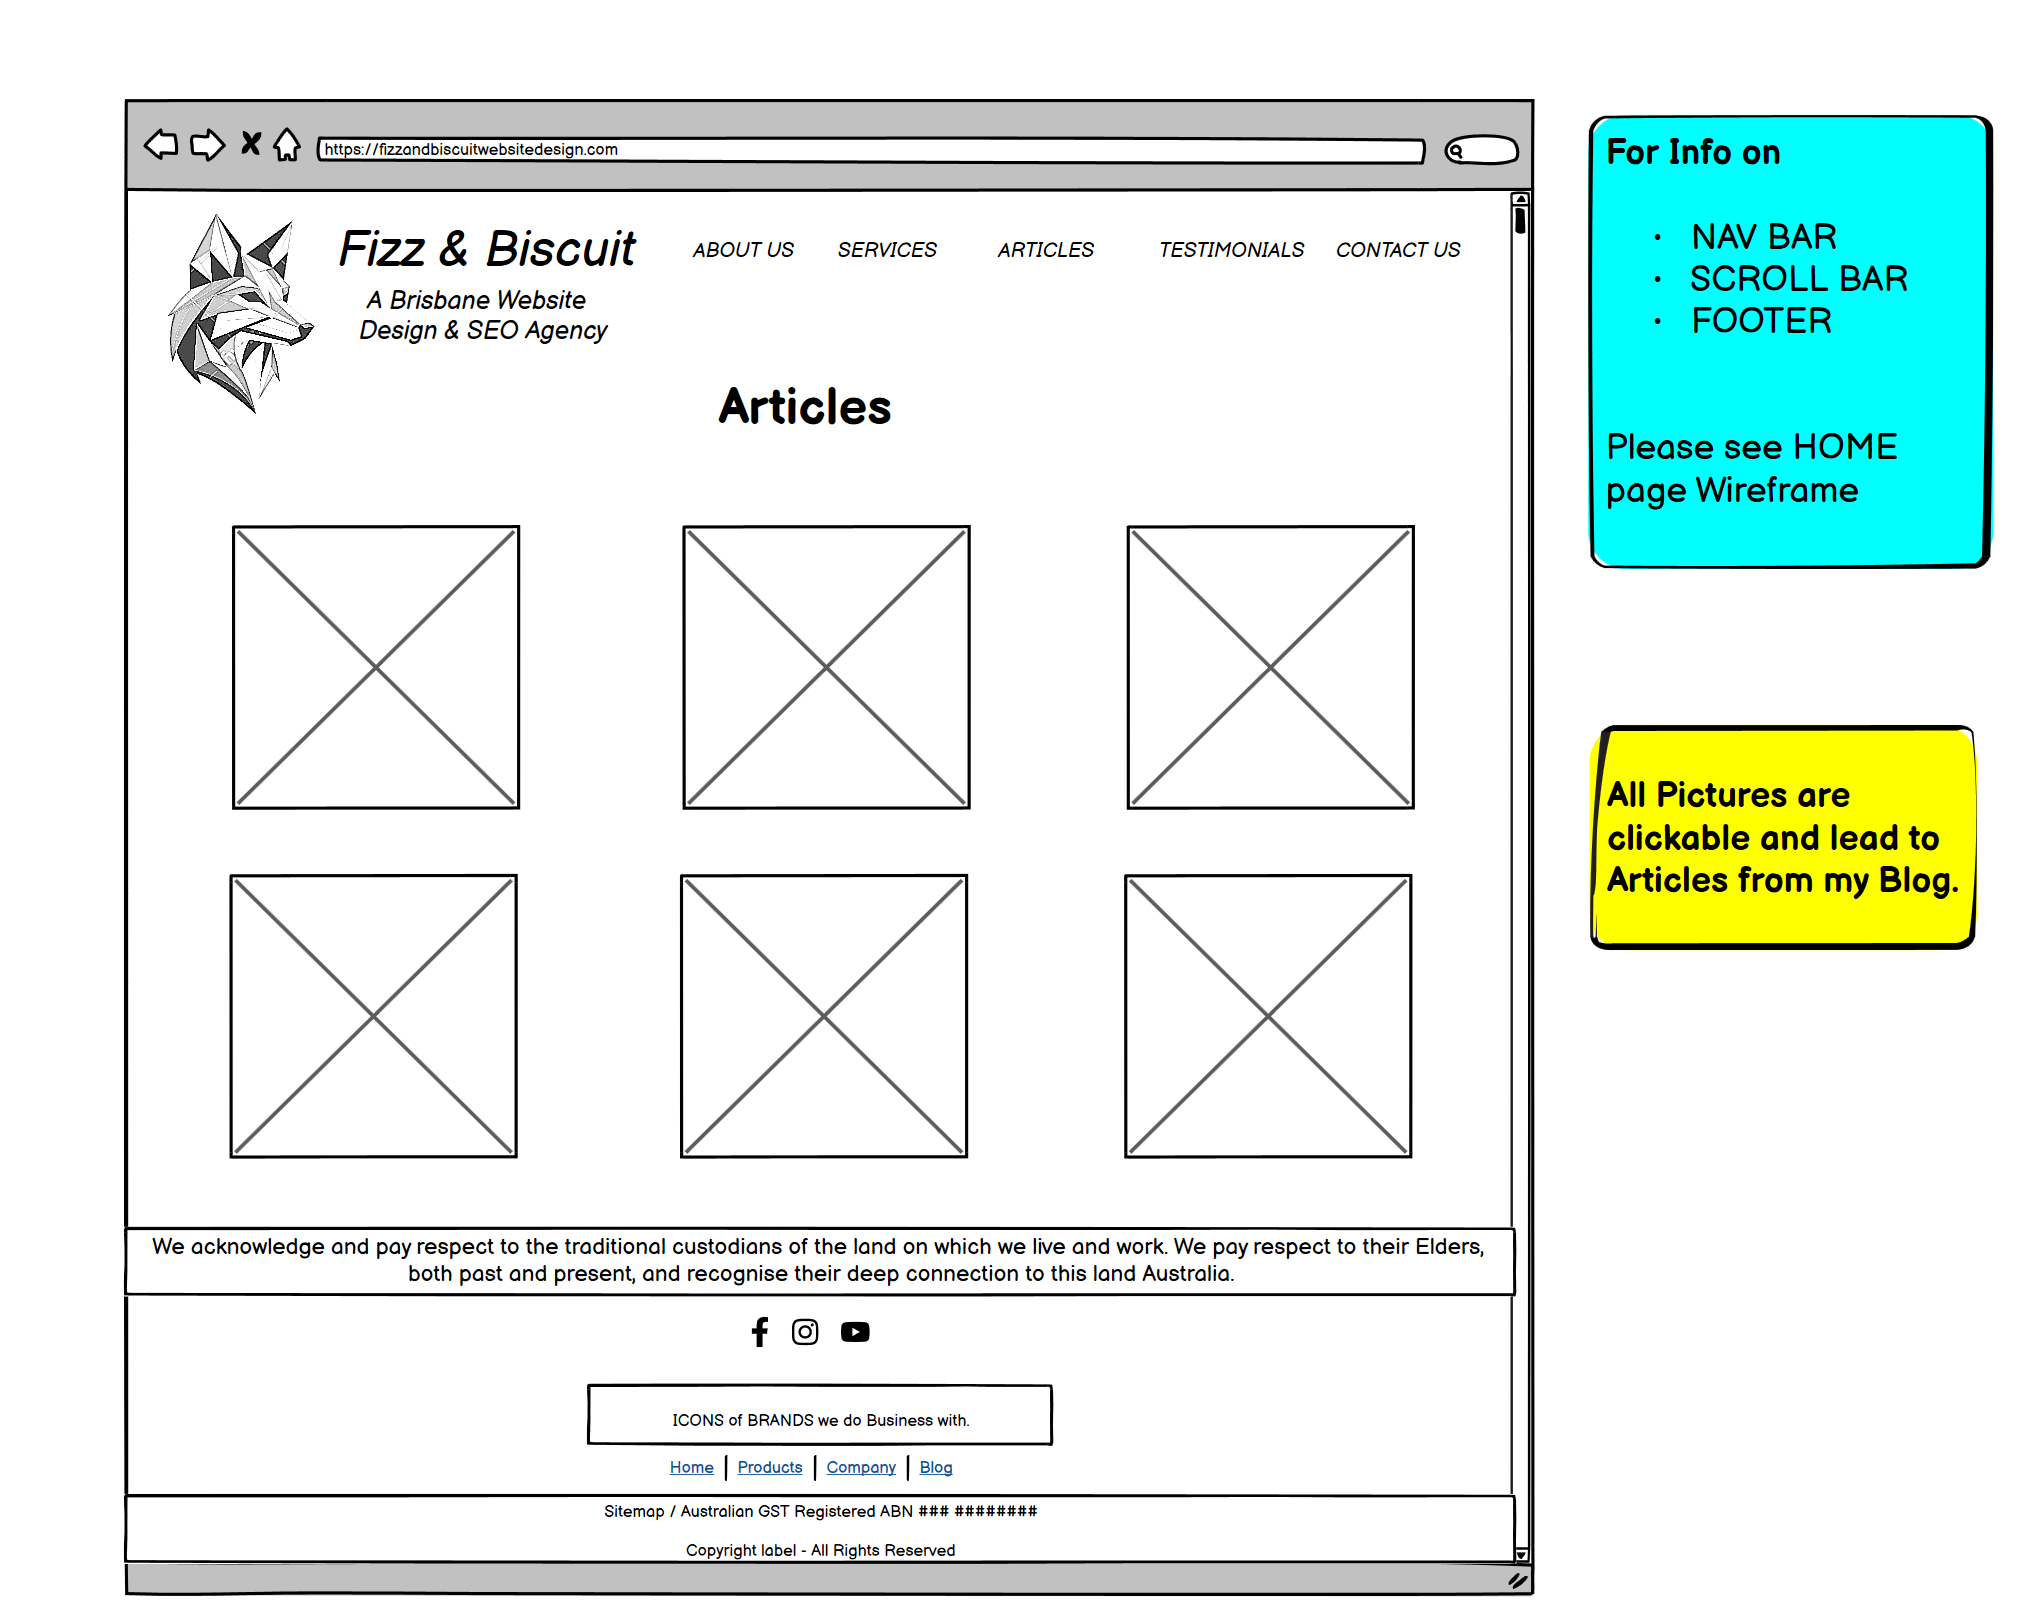 https://fizzandbiscuitwebsitedesign.com
Fizz & Biscuit
A Brisbane Website
Design & SEO Agency
ABOUT US
SERVICES
ARTICLES
TESTIMONIALS
CONTACT US
Articles
We acknowledge and pay respect to the traditional custodians of the land on which we live and work. We pay respect to their Elders,
both past and present, and recognise their deep connection to this land Australia.
ICONS of BRANDS we do Business with.
Home | Products | Company | Blog
Sitemap / Australian GST Registered ABN ### ########
Copyright label - All Rights Reserved
For Info on
• NAV BAR
• SCROLL BAR
• FOOTER
Please see HOME
page Wireframe
All Pictures are
clickable and lead to
Articles from my Blog.